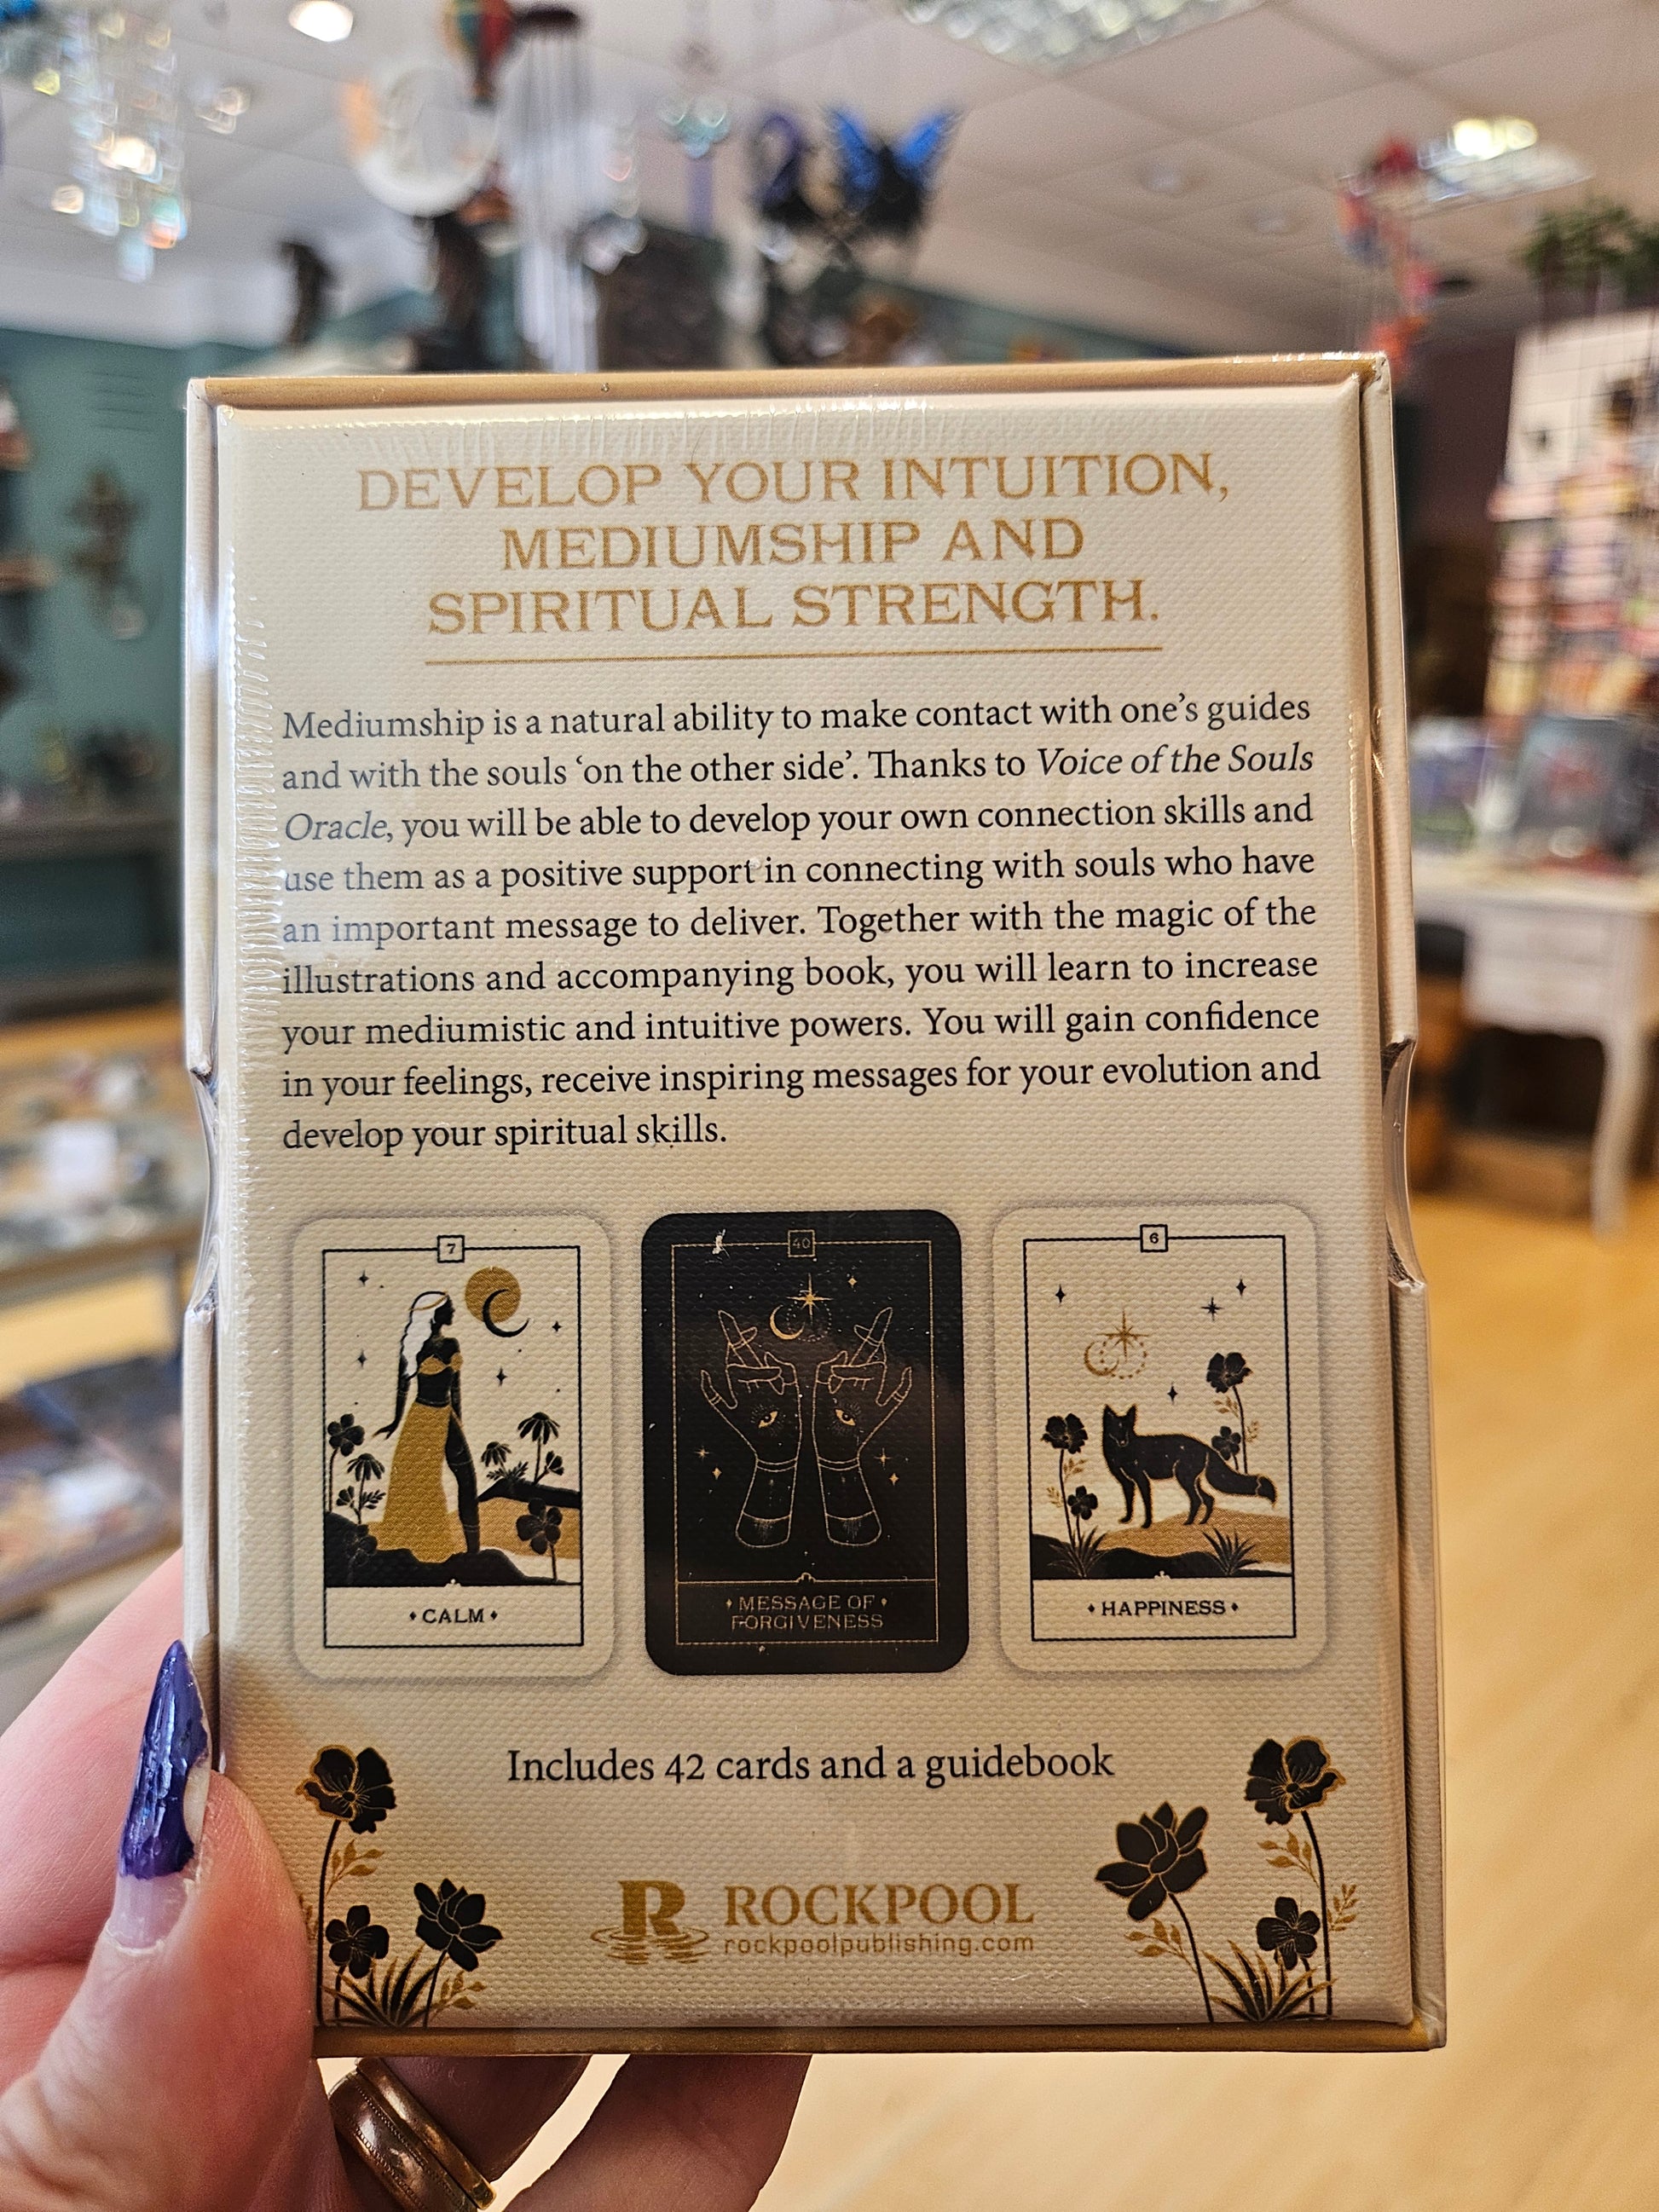 DEVELOP YOUR INTUITION,
MEDIUMSHIP AND
SPIRITUAL STRENGTH.
Mediumship is a natural ability to make contact with one’s guides
and with the souls ‘on the other side’. Thanks to Voice of the Souls
Oracle, you will be able to develop your own connection skills and
use them as a positive support in connecting with souls who have
an important message to deliver. Together with the magic of the
illustrations and accompanying book, you will learn to increase
your mediumistic and intuitive powers. You will gain confidence
in your feelings, receive inspiring messages for your evolution and
develop your spiritual skills.
7
CALM
40
MESSAGE OF
FORGIVENESS
6
HAPPINESS
Includes 42 cards and a guidebook
R ROCKPOOL
rockpoolpublishing.com